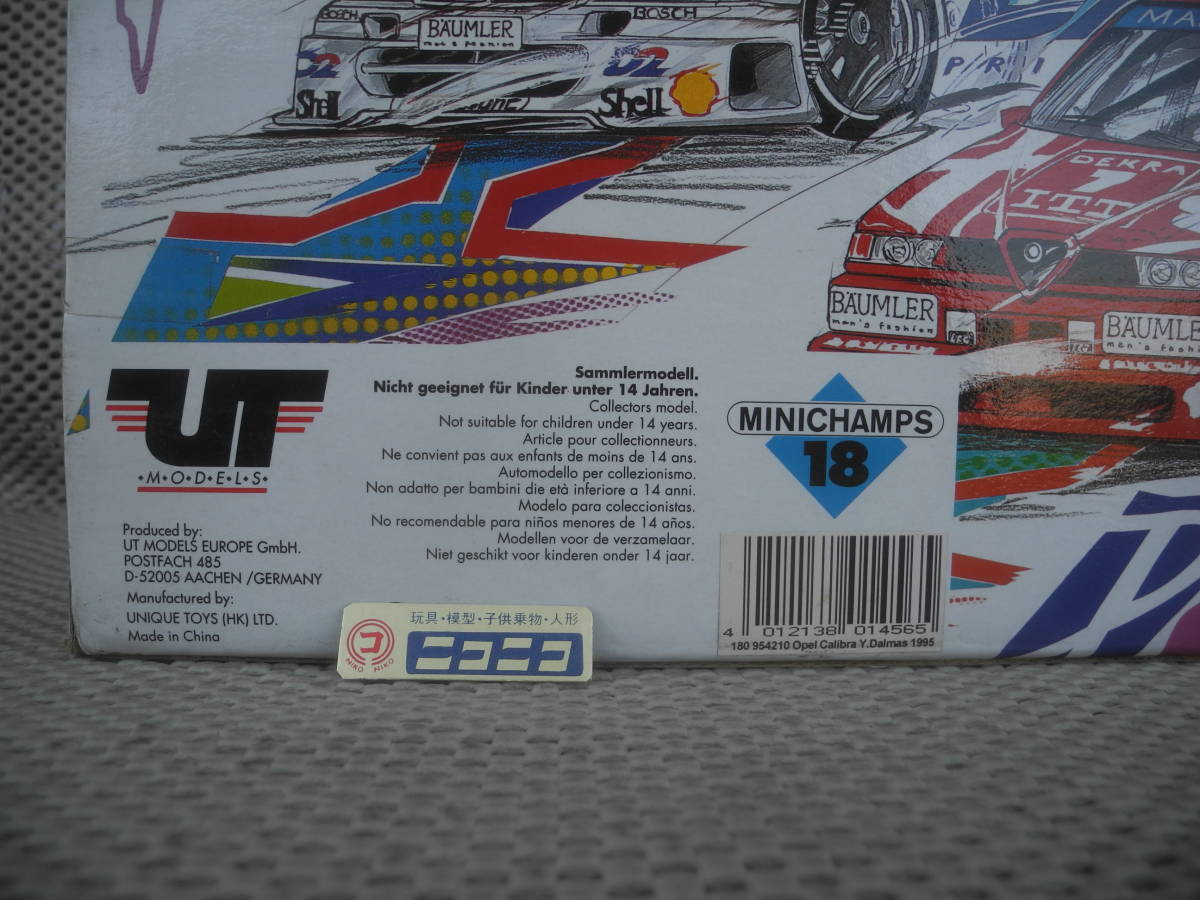 BOSCH
BOSCH
BÄUMLER
men's fashion
Shell
Shell
MA
DEKRA
7
ITT
BÄUMLER
men's fashion
BÄUMLER
UT
·M·O·D·E·L·S·
Sammlermodell.
Nicht geeignet für Kinder unter 14 Jahren.
Collectors model.
Not suitable for children under 14 years.
Article pour collectionneurs.
Ne convient pas aux enfants de moins de 14 ans.
Automodello per collezionismo.
Non adatto per bambini die età inferiore a 14 anni.
Modelo para coleccionistas.
No recomendable para niños menores de 14 años.
Modellen voor de verzamelaar.
Niet geschikt voor kinderen onder 14 jaar.
MINICHAMPS
18
Produced by:
UT MODELS EUROPE GmbH.
POSTFACH 485
D-52005 AACHEN /GERMANY
Manufactured by:
UNIQUE TOYS (HK) LTD.
Made in China
4 012138 014565
180 954210 Opel Calibra Y.Dalmas 1995
玩具・模型・子供乗物・人形
コ
NIKO NIKO
ニコニコ